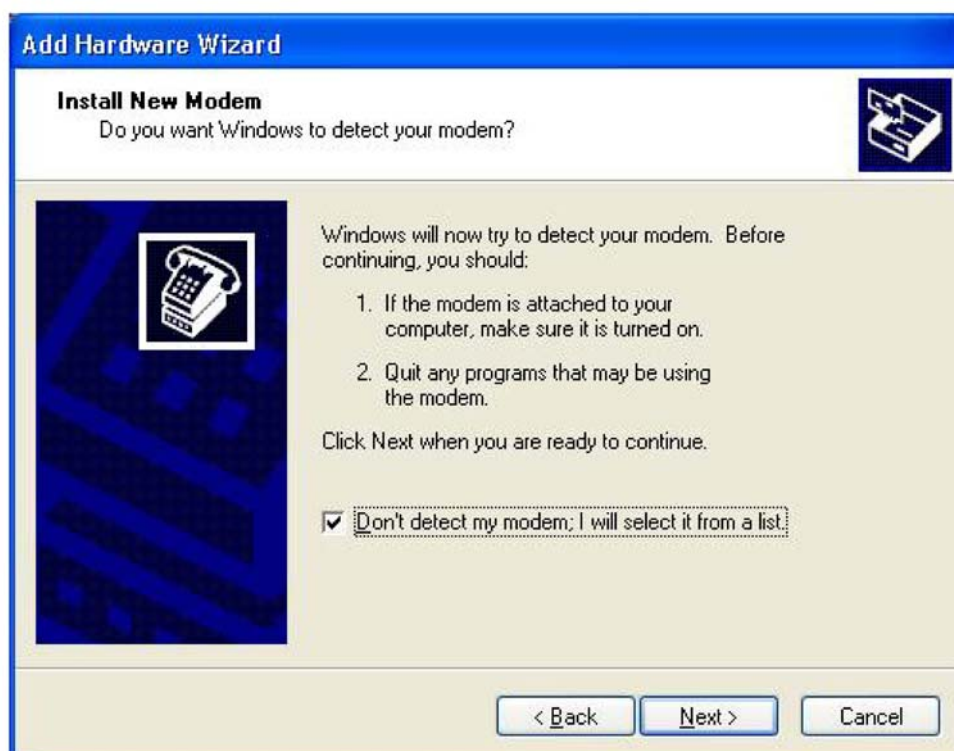 Add Hardware Wizard
Install New Modem
Do you want Windows to detect your modem?
Windows will now try to detect your modem. Before
continuing, you should:
1. If the modem is attached to your
computer, make sure it is turned on.
2. Quit any programs that may be using
the modem.
Click Next when you are ready to continue.
Don't detect my modem; I will select it from a list.
< Back
Next >
Cancel